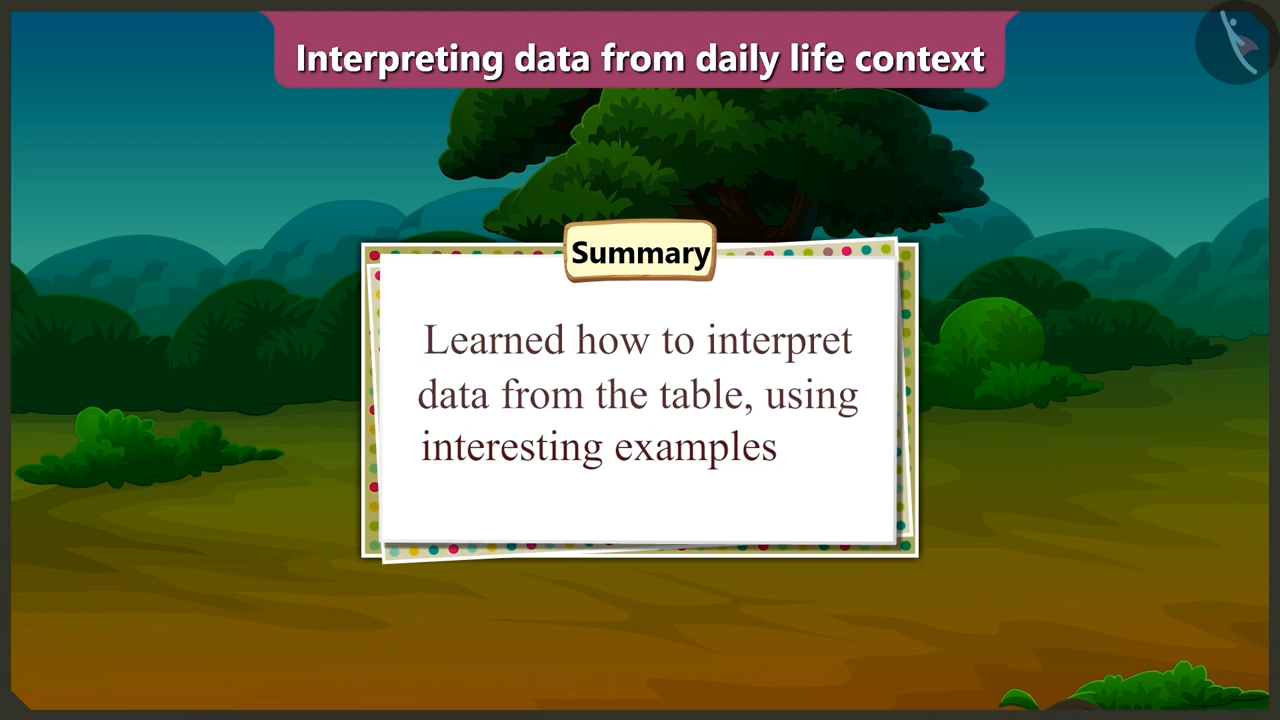 Interpreting data from daily life context
Summary
Learned how to interpret
data from the table, using
interesting examples